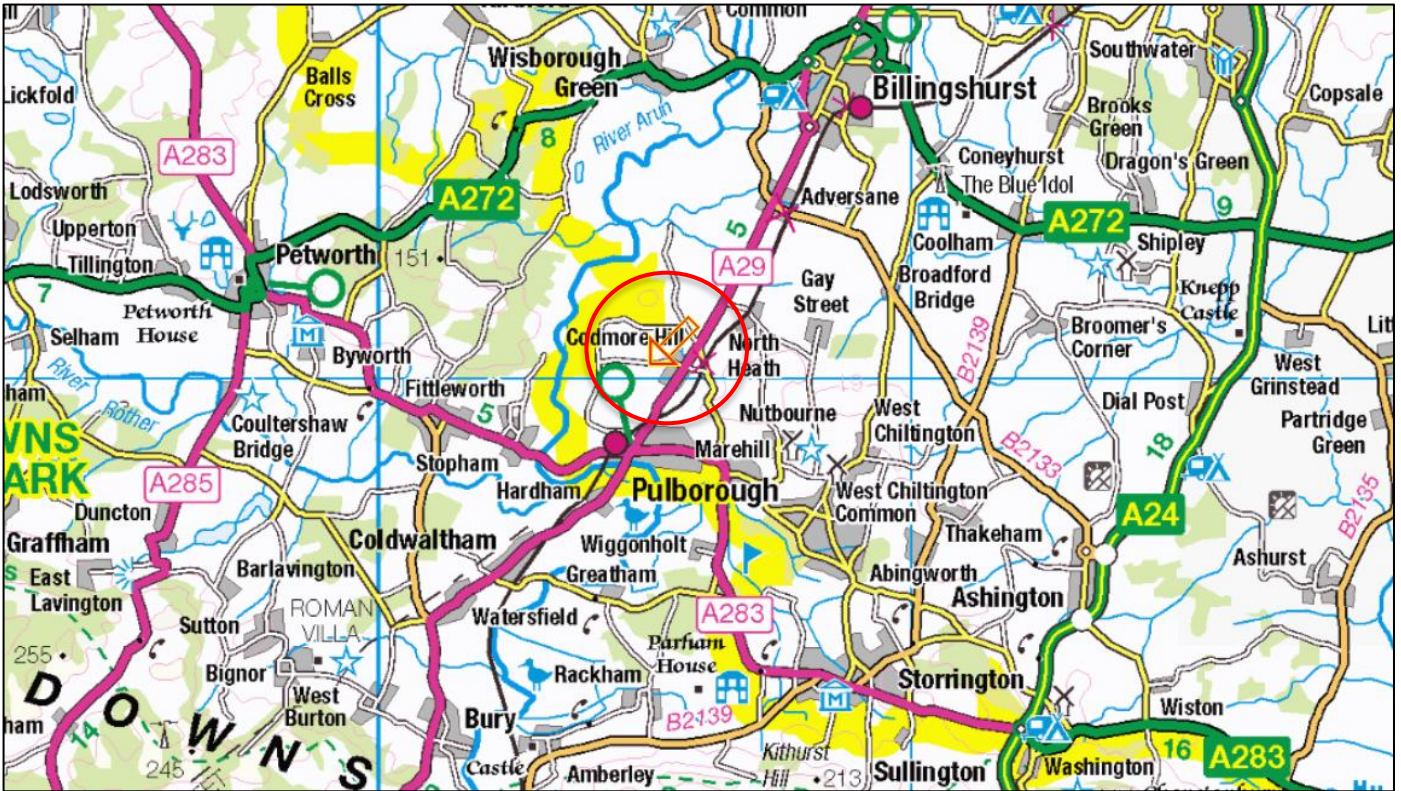 Common
Southwater
Wisborough
Green
Balls
Cross
Billingshurst
Lickfold
Copsale
Brooks
Green
River Arun
8
A283
Coneyhurst
The Blue Idol
Dragon's Green
Lodsworth
A272
Adversane
5
9
A272
Upperton
Coolham
Shipley
Petworth
151
Tillington
A29
Gay
Street
Broadford
Bridge
7
Knepp
Castle
Petworth
House
Selham
Codmore Hill
North
Heath
Broomer's
Corner
B2139
Byworth
West
Grinstead
River
Rother
Fittleworth
5
Nutbourne
West
Chiltington
Dial Post
Partridge
Green
Coultershaw
Bridge
Stopham
Marehill
B2133
18
A285
Hardham
Pulborough
West Chiltington
Common
B2135
Duncton
A24
Graffham
Coldwaltham
Wiggonholt
Thakeham
Ashurst
East
Lavington
Barlavington
Greatham
Abingworth
ROMAN
VILLA
Watersfield
A283
Ashington
Sutton
Parham
House
255
Bignor
Rackham
Storrington
West
Burton
Bury
B2139
Wiston
DOWNS
14
245
Castle
Amberley
Kithurst
Hill
213
Sullington
Washington
16
A283